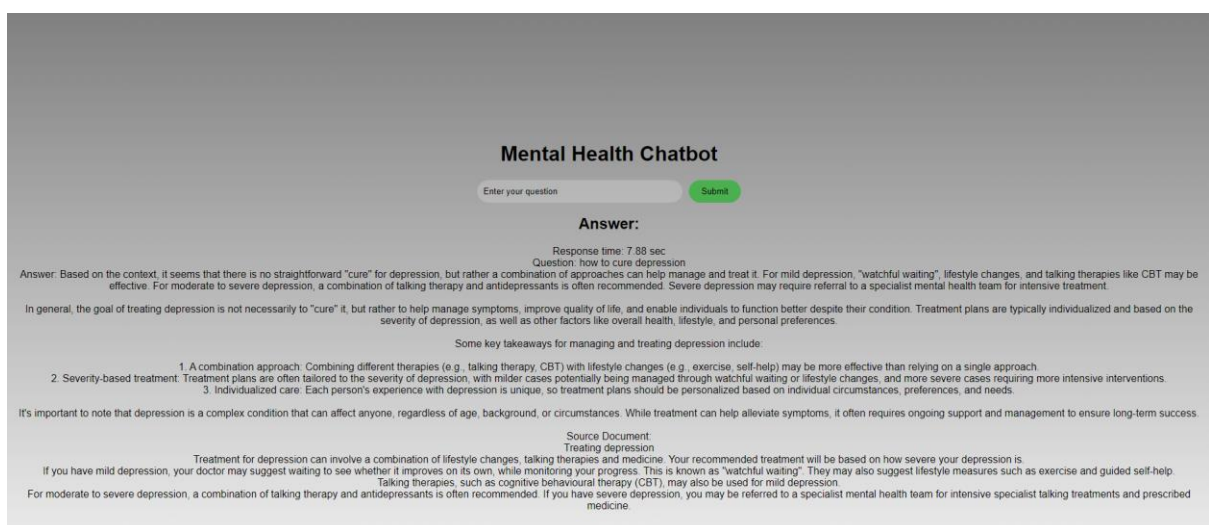 Mental Health Chatbot
Enter your question
Submit
Answer:
Response time: 7.88 sec
Question: how to cure depression
Answer: Based on the context, it seems that there is no straightforward "cure" for depression, but rather a combination of approaches can help manage and treat it. For mild depression, "watchful waiting", lifestyle changes, and talking therapies like CBT may be
effective. For moderate to severe depression, a combination of talking therapy and antidepressants is often recommended. Severe depression may require referral to a specialist mental health team for intensive treatment.
In general, the goal of treating depression is not necessarily to "cure" it, but rather to help manage symptoms, improve quality of life, and enable individuals to function better despite their condition. Treatment plans are typically individualized and based on the
severity of depression, as well as other factors like overall health, lifestyle, and personal preferences.
Some key takeaways for managing and treating depression include:
1. A combination approach: Combining different therapies (e.g., talking therapy, CBT) with lifestyle changes (e.g., exercise, self-help) may be more effective than relying on a single approach.
2. Severity-based treatment: Treatment plans are often tailored to the severity of depression, with milder cases potentially being managed through watchful waiting or lifestyle changes, and more severe cases requiring more intensive interventions.
3. Individualized care: Each person's experience with depression is unique, so treatment plans should be personalized based on individual circumstances, preferences, and needs.
It's important to note that depression is a complex condition that can affect anyone, regardless of age, background, or circumstances. While treatment can help alleviate symptoms, it often requires ongoing support and management to ensure long-term success.
Source Document:
Treating depression
Treatment for depression can involve a combination of lifestyle changes, talking therapies and medicine. Your recommended treatment will be based on how severe your depression is.
If you have mild depression, your doctor may suggest waiting to see whether it improves on its own, while monitoring your progress. This is known as "watchful waiting". They may also suggest lifestyle measures such as exercise and guided self-help.
Talking therapies, such as cognitive behavioural therapy (CBT), may also be used for mild depression.
For moderate to severe depression, a combination of talking therapy and antidepressants is often recommended. If you have severe depression, you may be referred to a specialist mental health team for intensive specialist talking treatments and prescribed
medicine.